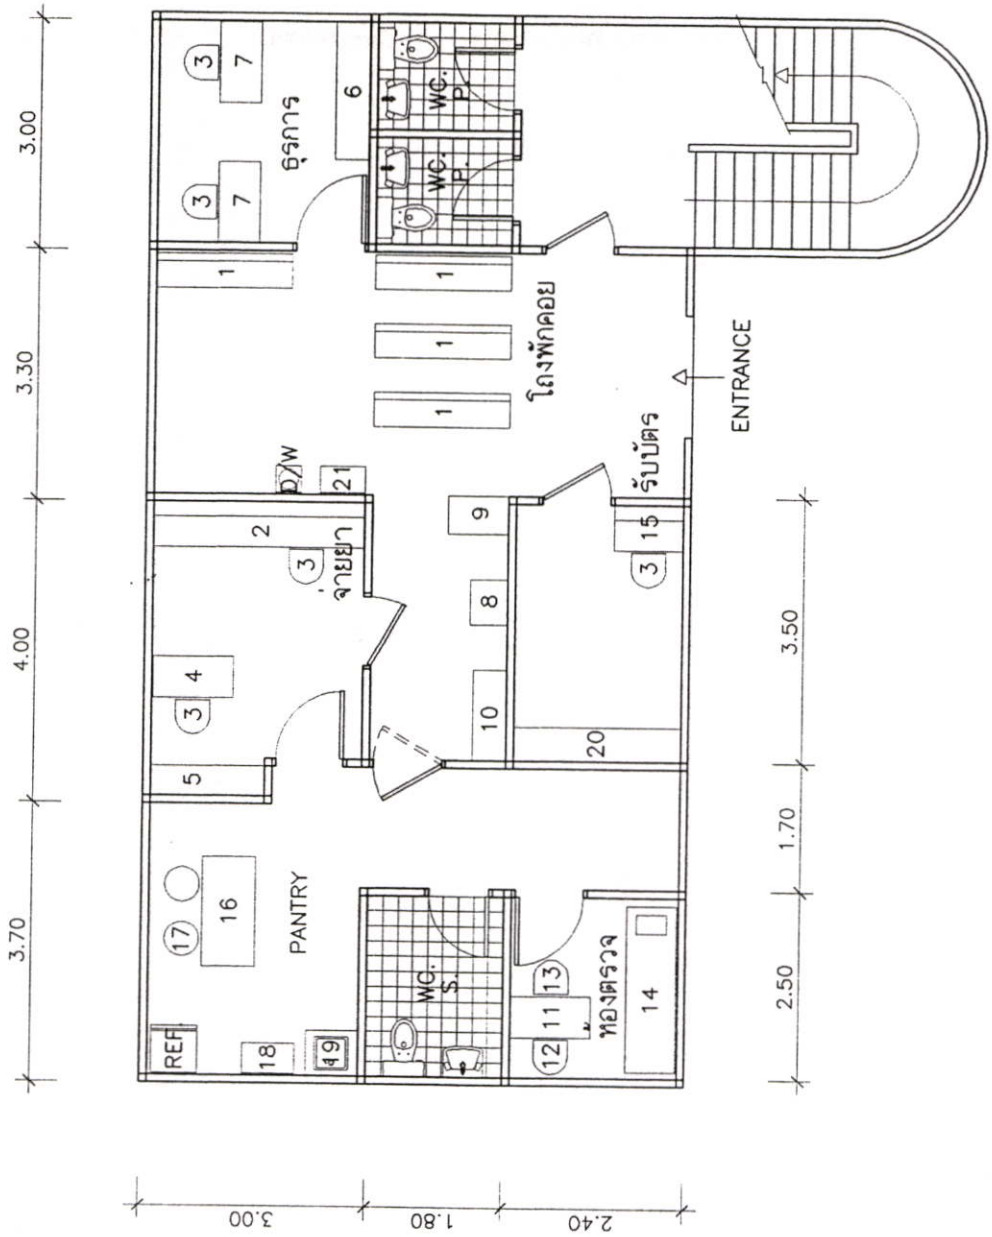 3.70
4.00
3.30
3.00
REF.
17
16
18
19
PANTRY
5
3
4
2
3
จ่ายยา
D/W
21
1
3
7
3
7
ธุรการ
6
WC.
S.
10
8
9
1
1
1
โถงพักคอย
WC.
P.
WC.
P.
12
11
13
ห้องตรวจ
14
20
3
15
รับบัตร
ENTRANCE
2.50
1.70
3.50
3.00
1.80
2.40